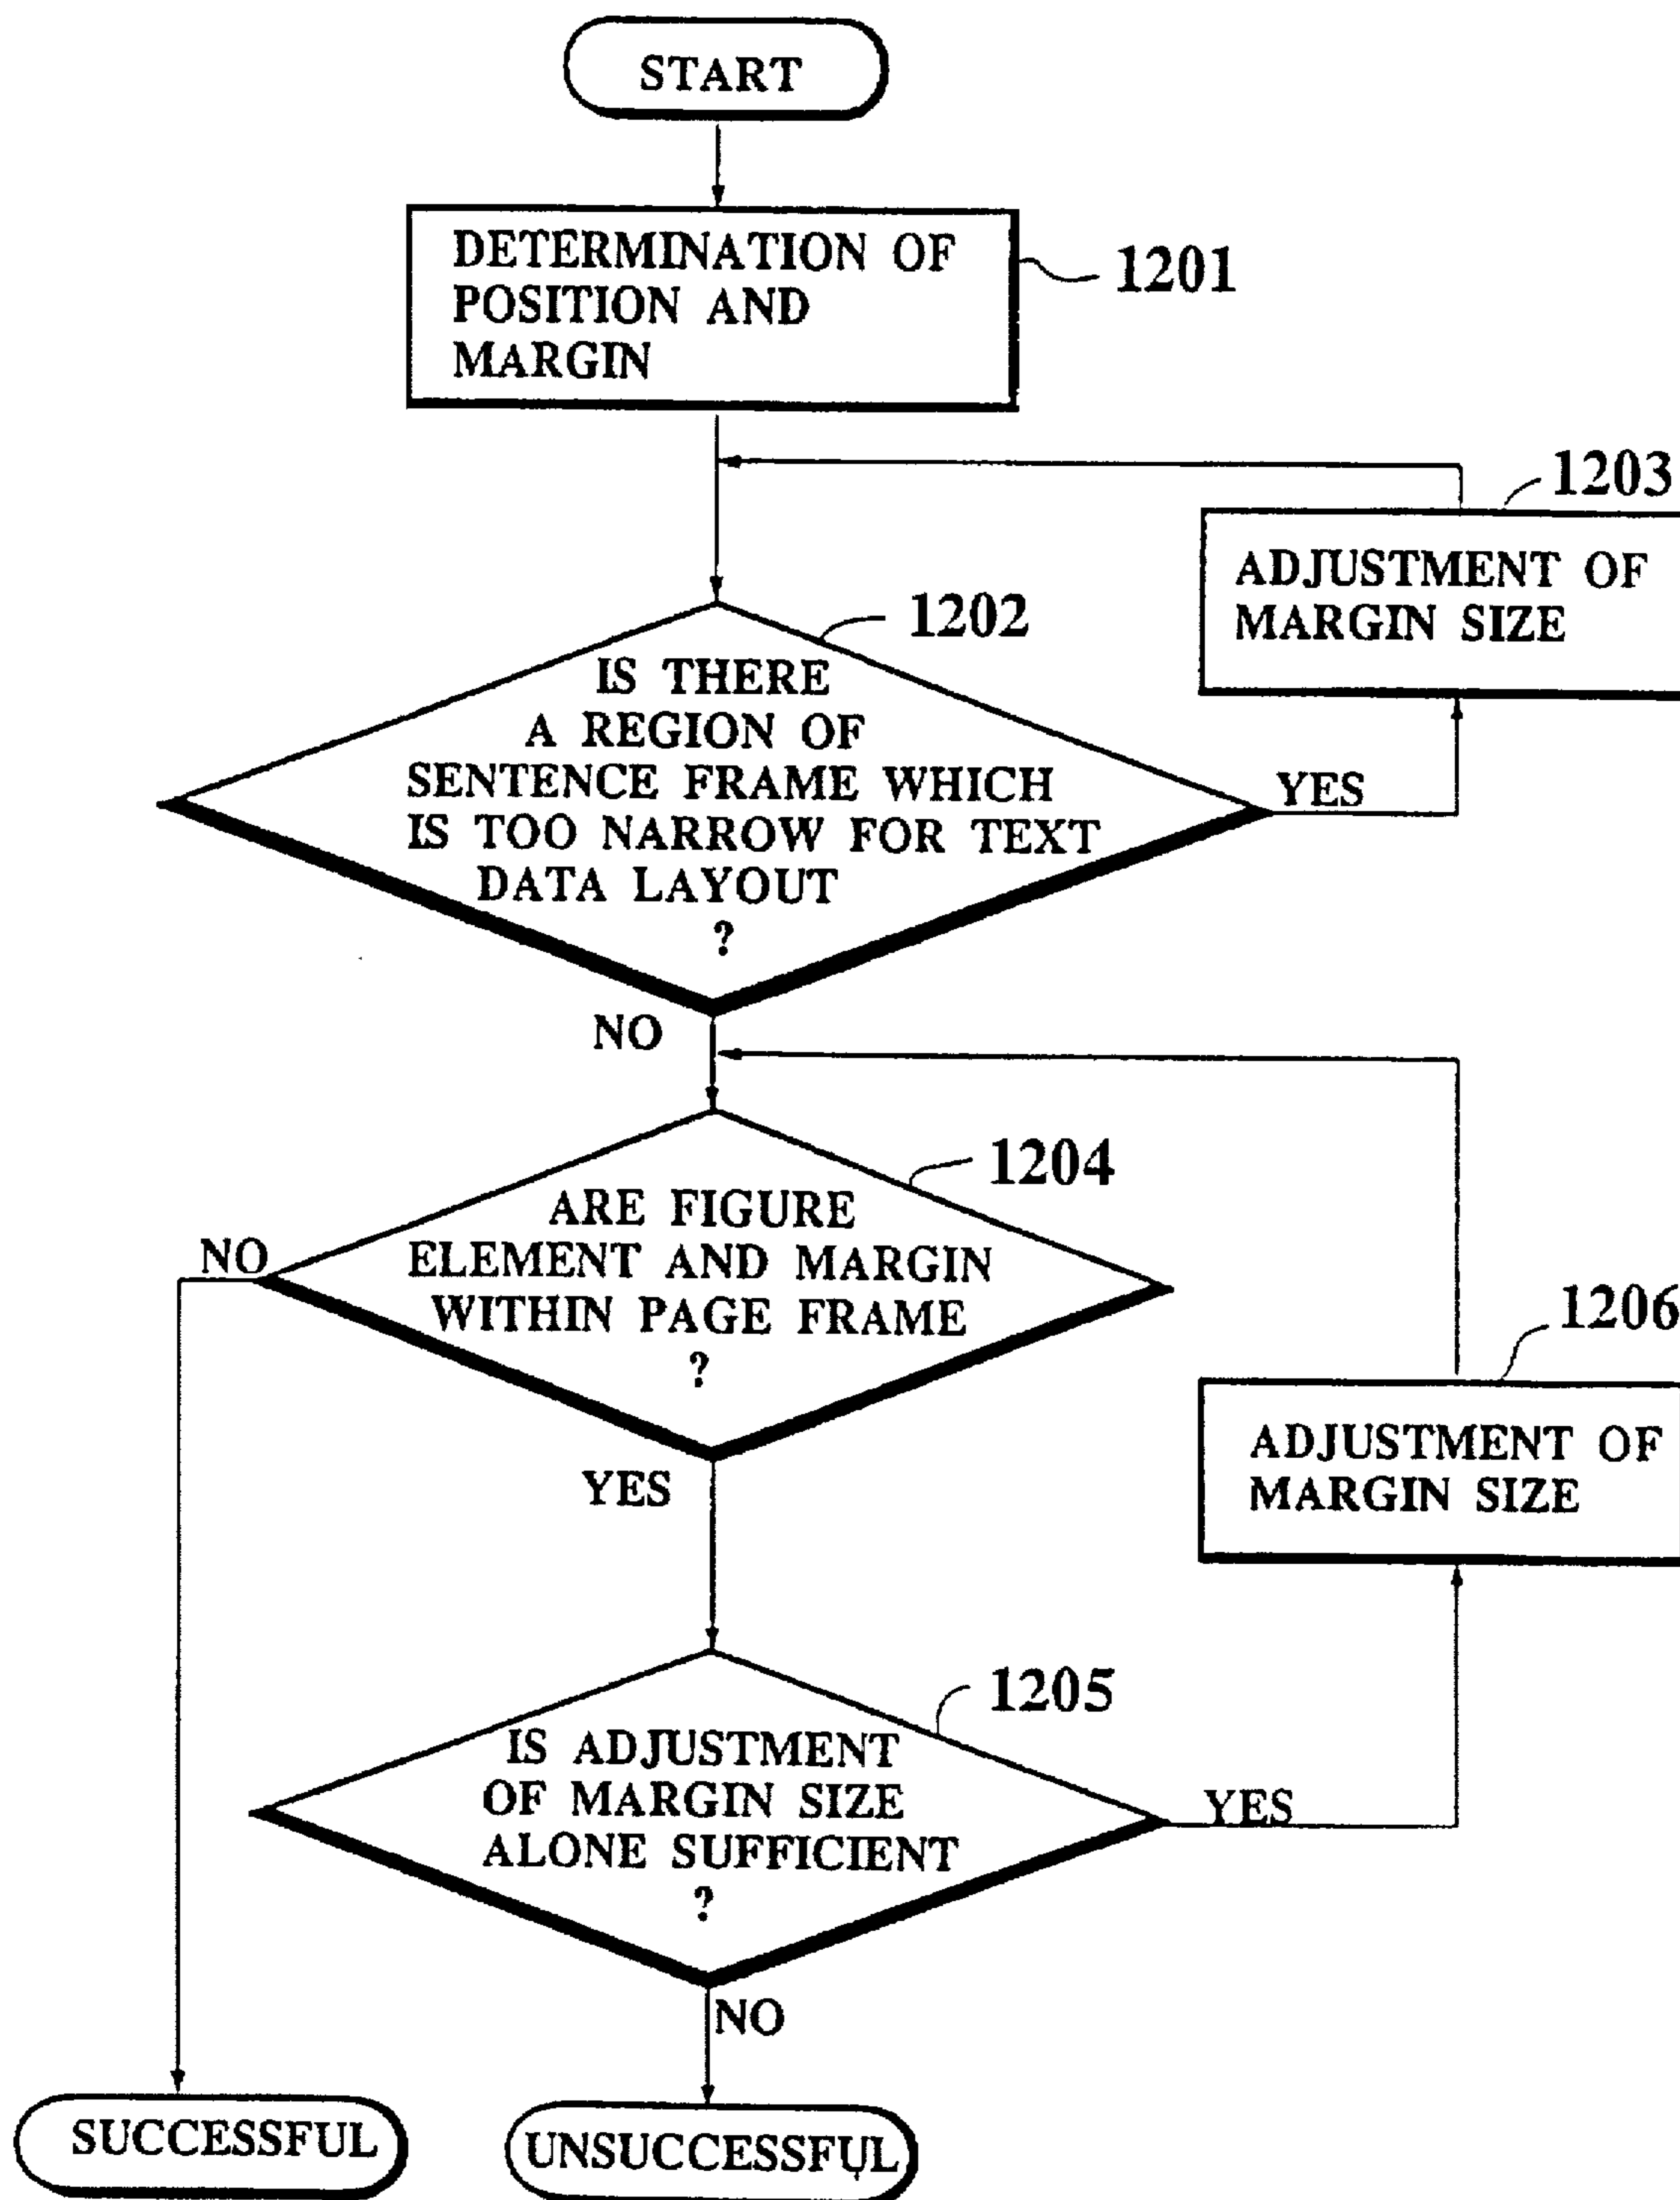 START
DETERMINATION OF
POSITION AND
MARGIN
1201
1203
ADJUSTMENT OF
MARGIN SIZE
1202
IS THERE
A REGION OF
SENTENCE FRAME WHICH
IS TOO NARROW FOR TEXT
DATA LAYOUT
?
YES
NO
1204
ARE FIGURE
ELEMENT AND MARGIN
WITHIN PAGE FRAME
?
NO
YES
1206
ADJUSTMENT OF
MARGIN SIZE
1205
IS ADJUSTMENT
OF MARGIN SIZE
ALONE SUFFICIENT
?
YES
NO
SUCCESSFUL
UNSUCCESSFUL